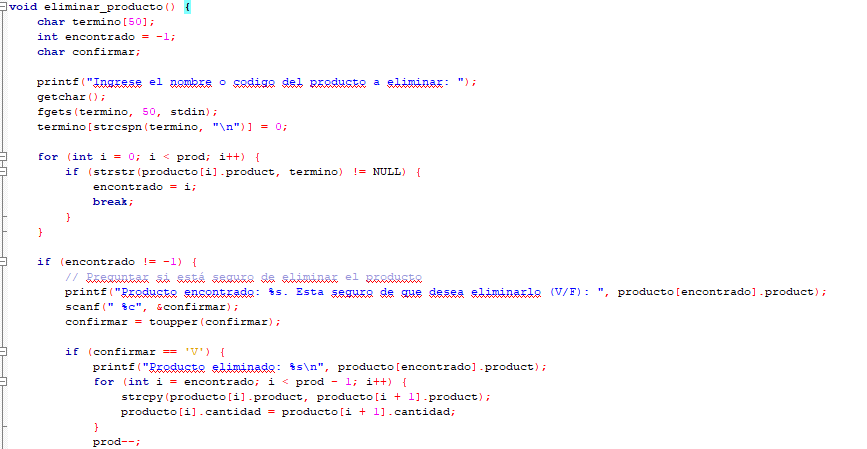 void eliminar_producto() {
char termino[50];
int encontrado = -1;
char confirmar;
printf("Ingrese el nombre o codigo del producto a eliminar: ");
getchar();
fgets(termino, 50, stdin);
termino[strcspn(termino, "\n")] = 0;
for (int i = 0; i < prod; i++) {
if (strstr(producto[i].product, termino) != NULL) {
encontrado = i;
break;
}
}
if (encontrado != -1) {
// Preguntar si está seguro de eliminar el producto
printf("Producto encontrado: %s. Esta seguro de que desea eliminarlo (V/F): ", producto[encontrado].product);
scanf(" %c", &confirmar);
confirmar = toupper(confirmar);
if (confirmar == 'V') {
printf("Producto eliminado: %s\n", producto[encontrado].product);
for (int i = encontrado; i < prod - 1; i++) {
strcpy(producto[i].product, producto[i + 1].product);
producto[i].cantidad = producto[i + 1].cantidad;
}
prod--;